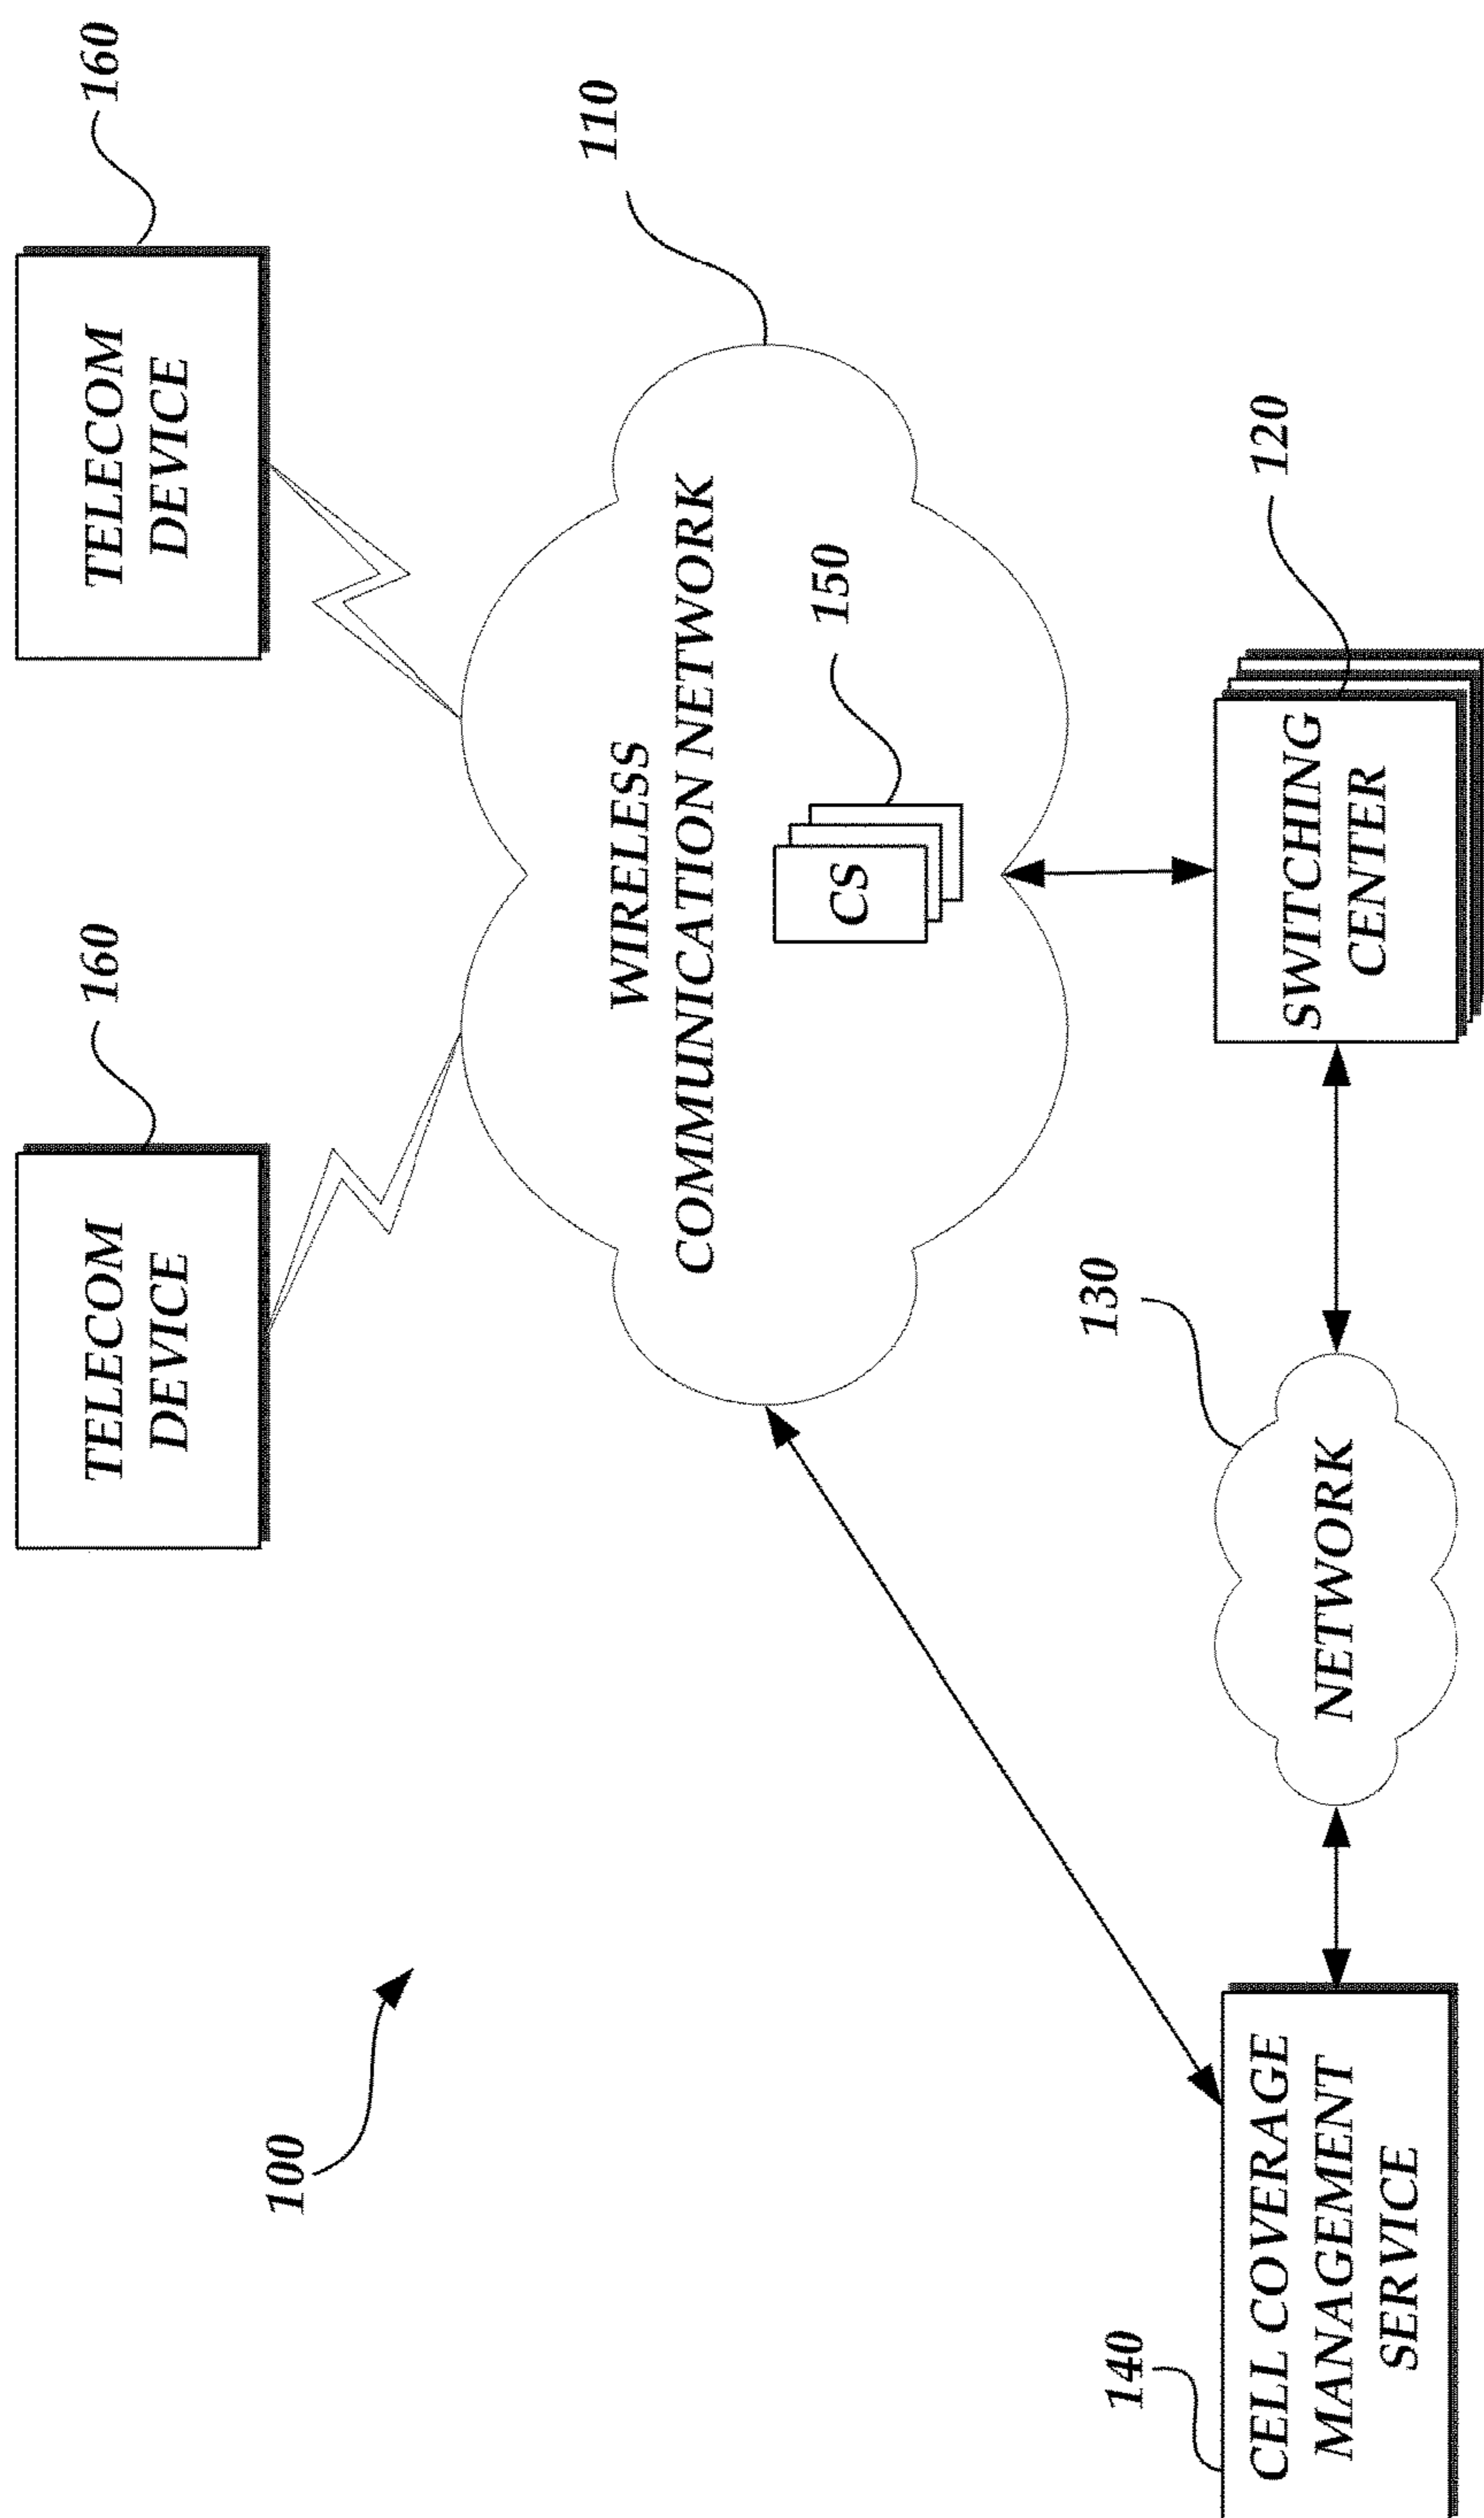 160
TELECOM
DEVICE
160
TELECOM
DEVICE
110
WIRELESS
COMMUNICATION NETWORK
150
CS
100
120
SWITCHING
CENTER
130
NETWORK
140
CELL COVERAGE
MANAGEMENT
SERVICE